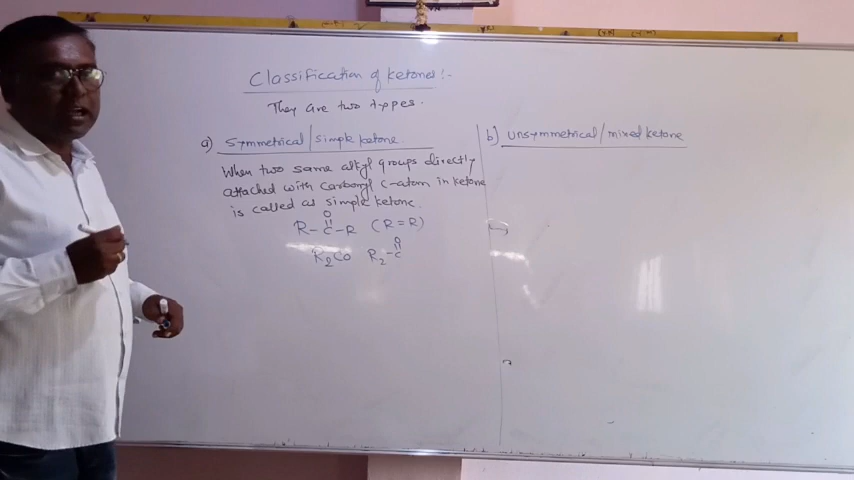 Classification of ketones:-
They are two types.
a) Symmetrical/simple ketone
When two same alkyl groups directly
attached with carbonyl C-atom in ketone
is called as simple ketone.
O
R-C-R (R=R)
O
R2CO R2-C
b) Unsymmetrical/mixed ketone